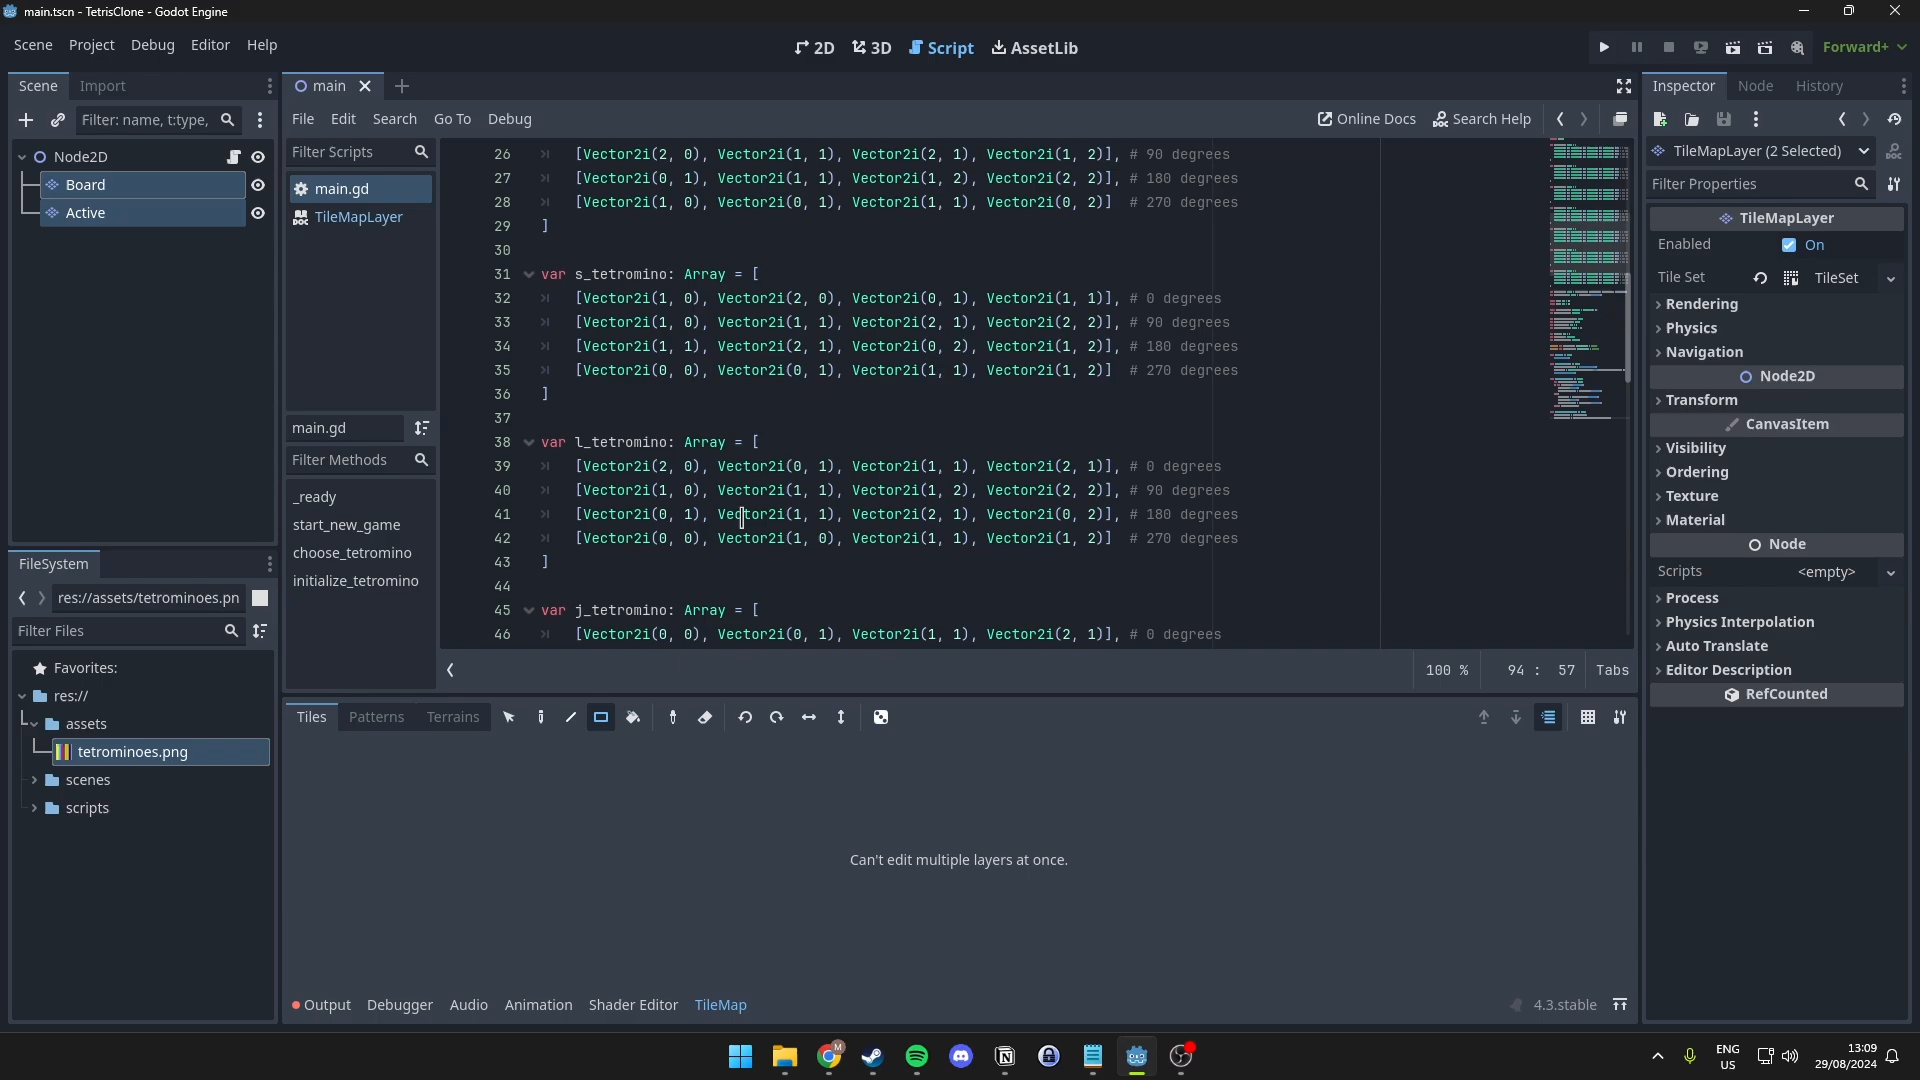 main.tscn - TetrisClone - Godot Engine
Scene Project Debug Editor Help
2D 3D Script AssetLib
Forward+
Scene Import
main
Inspector Node History
Filter: name, t:type,
File Edit Search Go To Debug
Online Docs Search Help
Filter Scripts
TileMapLayer (2 Selected)
Node2D
Board
Active
main.gd
TileMapLayer
Filter Properties
TileMapLayer
Enabled On
Tile Set TileSet
Rendering
Physics
Navigation
Node2D
Transform
CanvasItem
Visibility
Ordering
Texture
Material
Node
Scripts <empty>
Process
Physics Interpolation
Auto Translate
Editor Description
RefCounted
26 [Vector2i(2, 0), Vector2i(1, 1), Vector2i(2, 1), Vector2i(1, 2)], # 90 degrees
27 [Vector2i(0, 1), Vector2i(1, 1), Vector2i(1, 2), Vector2i(2, 2)], # 180 degrees
28 [Vector2i(1, 0), Vector2i(0, 1), Vector2i(1, 1), Vector2i(0, 2)] # 270 degrees
29 ]
30
31 var s_tetromino: Array = [
32 [Vector2i(1, 0), Vector2i(2, 0), Vector2i(0, 1), Vector2i(1, 1)], # 0 degrees
33 [Vector2i(1, 0), Vector2i(1, 1), Vector2i(2, 1), Vector2i(2, 2)], # 90 degrees
34 [Vector2i(1, 1), Vector2i(2, 1), Vector2i(0, 2), Vector2i(1, 2)], # 180 degrees
35 [Vector2i(0, 0), Vector2i(0, 1), Vector2i(1, 1), Vector2i(1, 2)] # 270 degrees
36 ]
37
38 var l_tetromino: Array = [
39 [Vector2i(2, 0), Vector2i(0, 1), Vector2i(1, 1), Vector2i(2, 1)], # 0 degrees
40 [Vector2i(1, 0), Vector2i(1, 1), Vector2i(1, 2), Vector2i(2, 2)], # 90 degrees
41 [Vector2i(0, 1), Vector2i(1, 1), Vector2i(2, 1), Vector2i(0, 2)], # 180 degrees
42 [Vector2i(0, 0), Vector2i(1, 0), Vector2i(1, 1), Vector2i(1, 2)] # 270 degrees
43 ]
44
45 var j_tetromino: Array = [
46 [Vector2i(0, 0), Vector2i(0, 1), Vector2i(1, 1), Vector2i(2, 1)], # 0 degrees
main.gd
Filter Methods
_ready
start_new_game
choose_tetromino
initialize_tetromino
100 % 94 : 57 Tabs
FileSystem
res://assets/tetrominoes.pn
Filter Files
Favorites:
res://
assets
tetrominoes.png
scenes
scripts
Tiles Patterns Terrains
Can't edit multiple layers at once.
Output Debugger Audio Animation Shader Editor TileMap
4.3.stable
ENG
US
13:09
29/08/2024